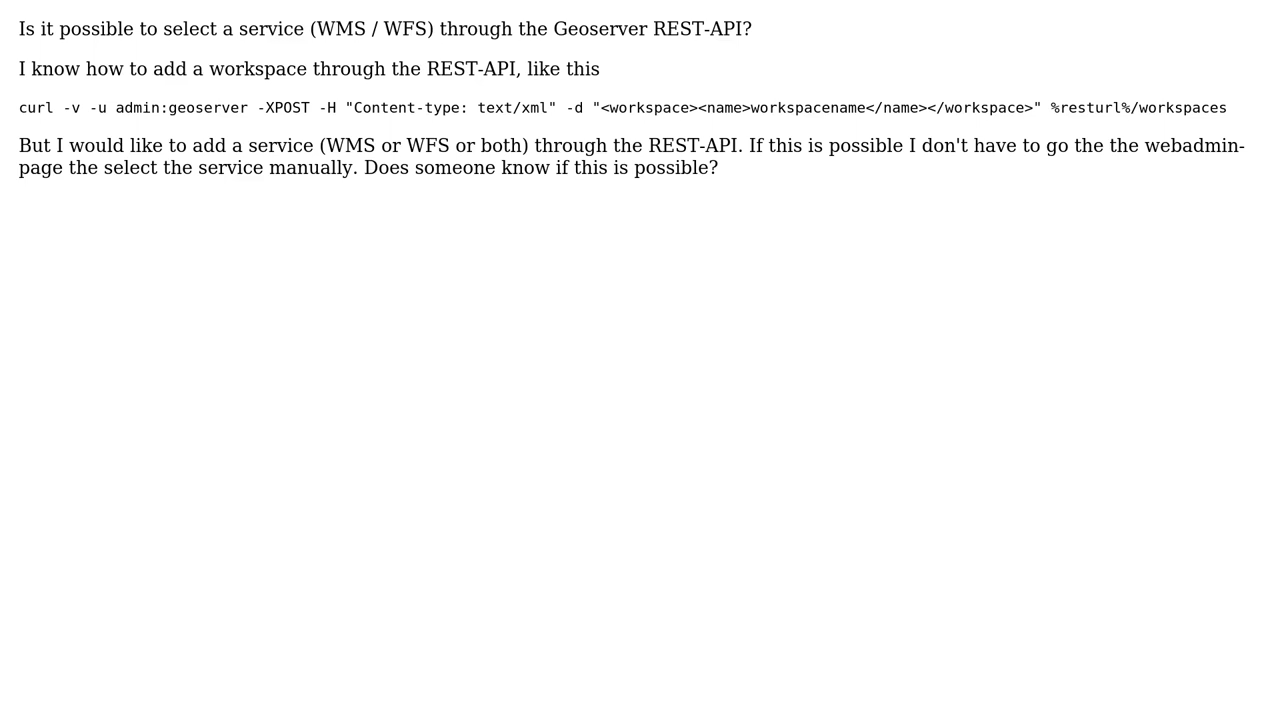 Is it possible to select a service (WMS / WFS) through the Geoserver REST-API?
I know how to add a workspace through the REST-API, like this
curl -v -u admin:geoserver -XPOST -H "Content-type: text/xml" -d "<workspace><name>workspacename</name></workspace>" %resturl%/workspaces
But I would like to add a service (WMS or WFS or both) through the REST-API. If this is possible I don't have to go the the webadmin-
page the select the service manually. Does someone know if this is possible?